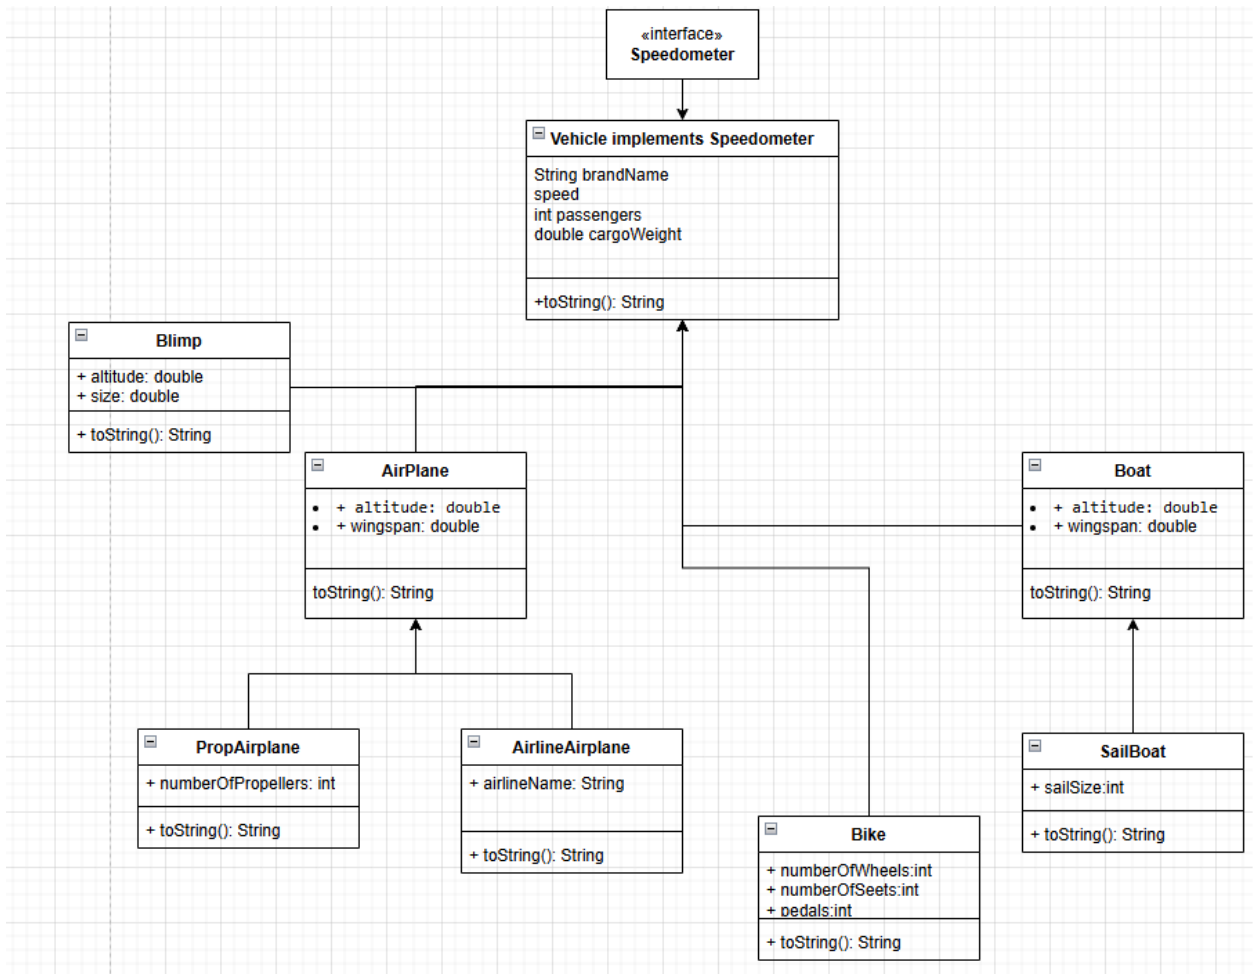 «interface»
Speedometer
Vehicle implements Speedometer
String brandName
speed
int passengers
double cargoWeight
+toString(): String
Blimp
+ altitude: double
+ size: double
+ toString(): String
AirPlane
• + altitude: double
• + wingspan: double
toString(): String
Boat
• + altitude: double
• + wingspan: double
toString(): String
PropAirplane
+ numberOfPropellers: int
+ toString(): String
AirlineAirplane
+ airlineName: String
+ toString(): String
SailBoat
+ sailSize:int
+ toString(): String
Bike
+ numberOfWheels:int
+ numberOfSeets:int
+ pedals:int
+ toString(): String